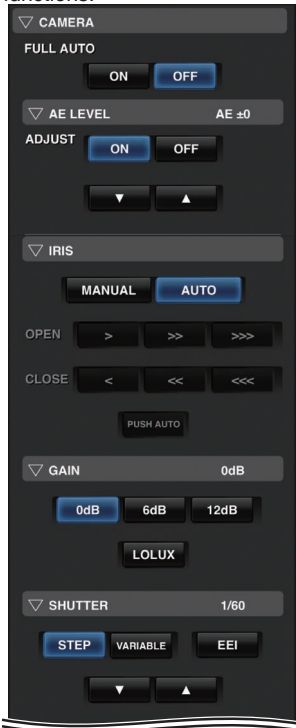 functions.
▽ CAMERA
FULL AUTO
ON OFF
▽ AE LEVEL AE ±0
ADJUST ON OFF
▼ ▲
▽ IRIS
MANUAL AUTO
OPEN > >> >>>
CLOSE < << <<<
PUSH AUTO
▽ GAIN 0dB
0dB 6dB 12dB
LOLUX
▽ SHUTTER 1/60
STEP VARIABLE EEI
▼ ▲